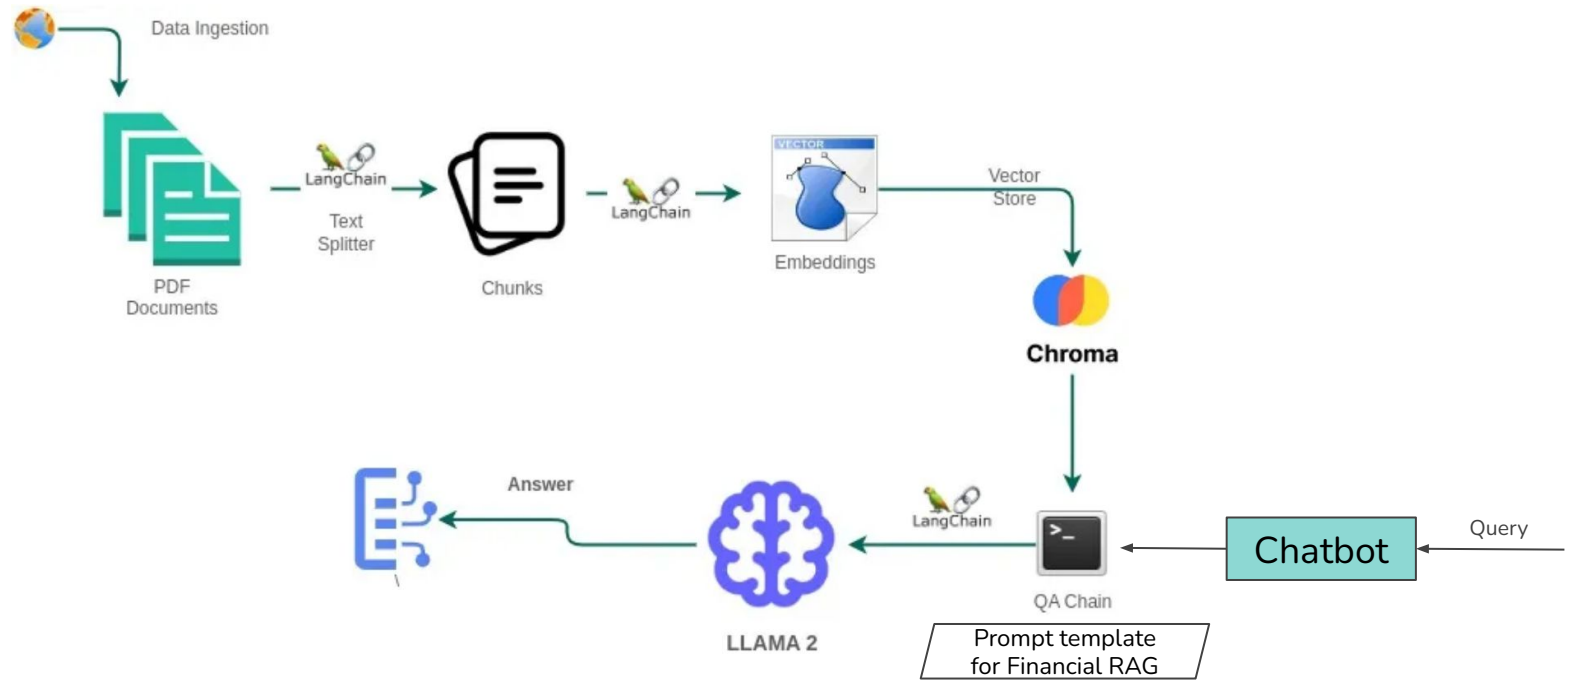 Data Ingestion
LangChain
Text
Splitter
PDF
Documents
Chunks
LangChain
VECTOR
Embeddings
Vector
Store
Chroma
Answer
LLAMA 2
LangChain
>_
QA Chain
Prompt template
for Financial RAG
Chatbot
Query